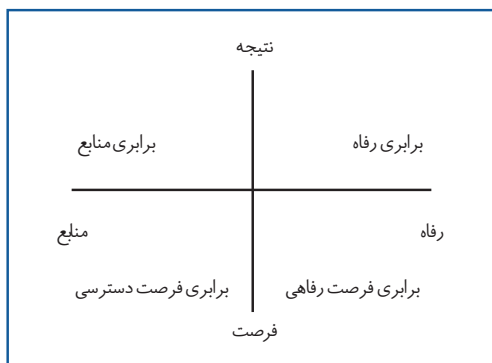 نتیجه
برابری رفاه
برابری منابع
رفاه
منابع
برابری فرصت رفاهی
برابری فرصت دسترسی
فرصت